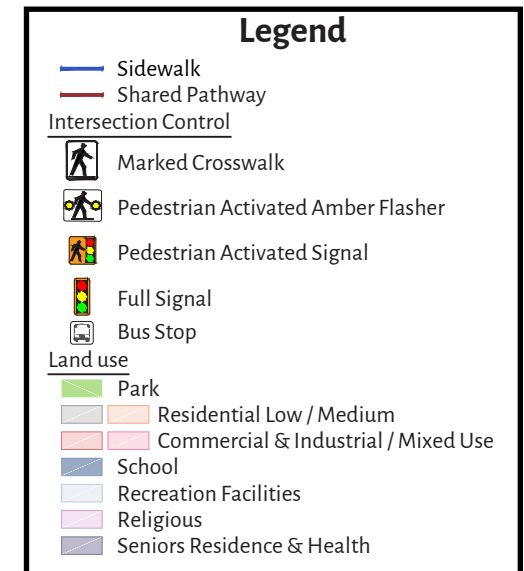 Legend
Sidewalk
Shared Pathway
Intersection Control
Marked Crosswalk
Pedestrian Activated Amber Flasher
Pedestrian Activated Signal
Full Signal
Bus Stop
Land use
Park
Residential Low / Medium
Commercial & Industrial / Mixed Use
School
Recreation Facilities
Religious
Seniors Residence & Health